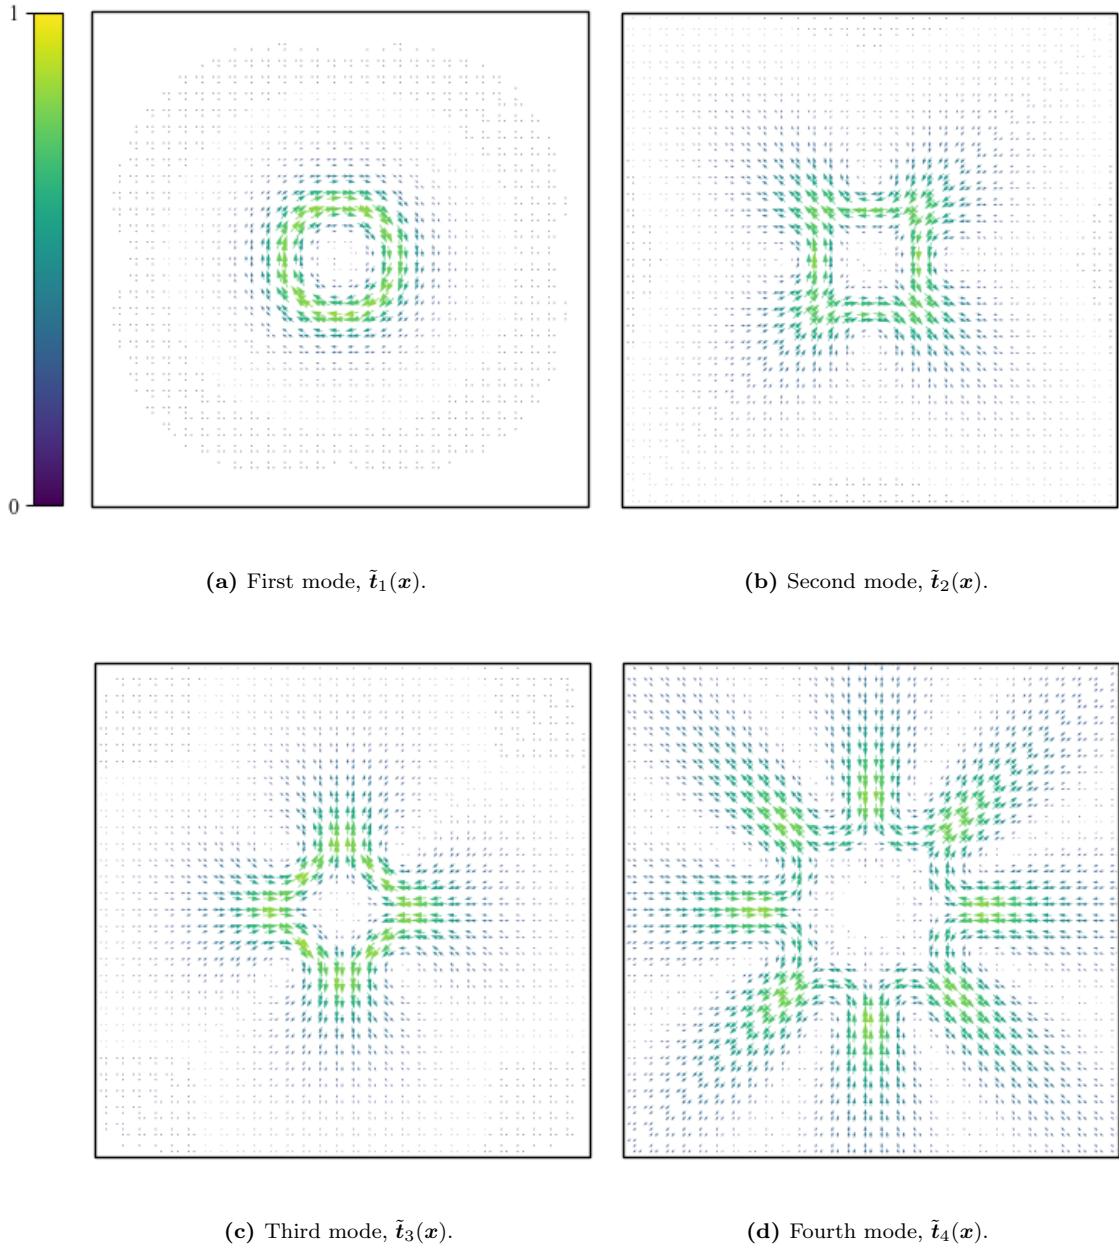 1
0
(a) First mode, t̃₁(x).
(b) Second mode, t̃₂(x).
(c) Third mode, t̃₃(x).
(d) Fourth mode, t̃₄(x).